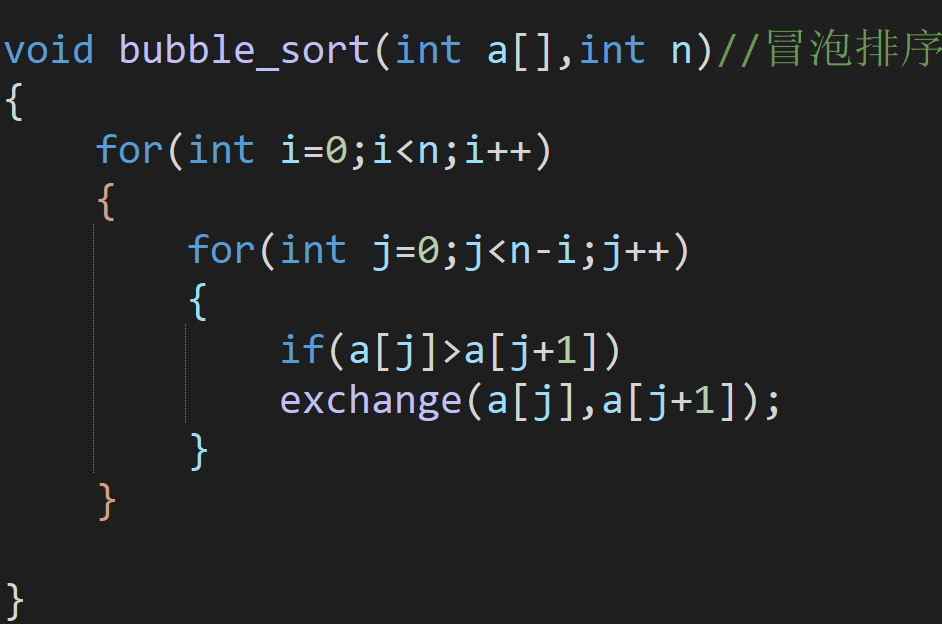 void bubble_sort(int a[],int n)//冒泡排序
{
    for(int i=0;i<n;i++)
    {
        for(int j=0;j<n-i;j++)
        {
            if(a[j]>a[j+1])
            exchange(a[j],a[j+1]);
        }
    }
}